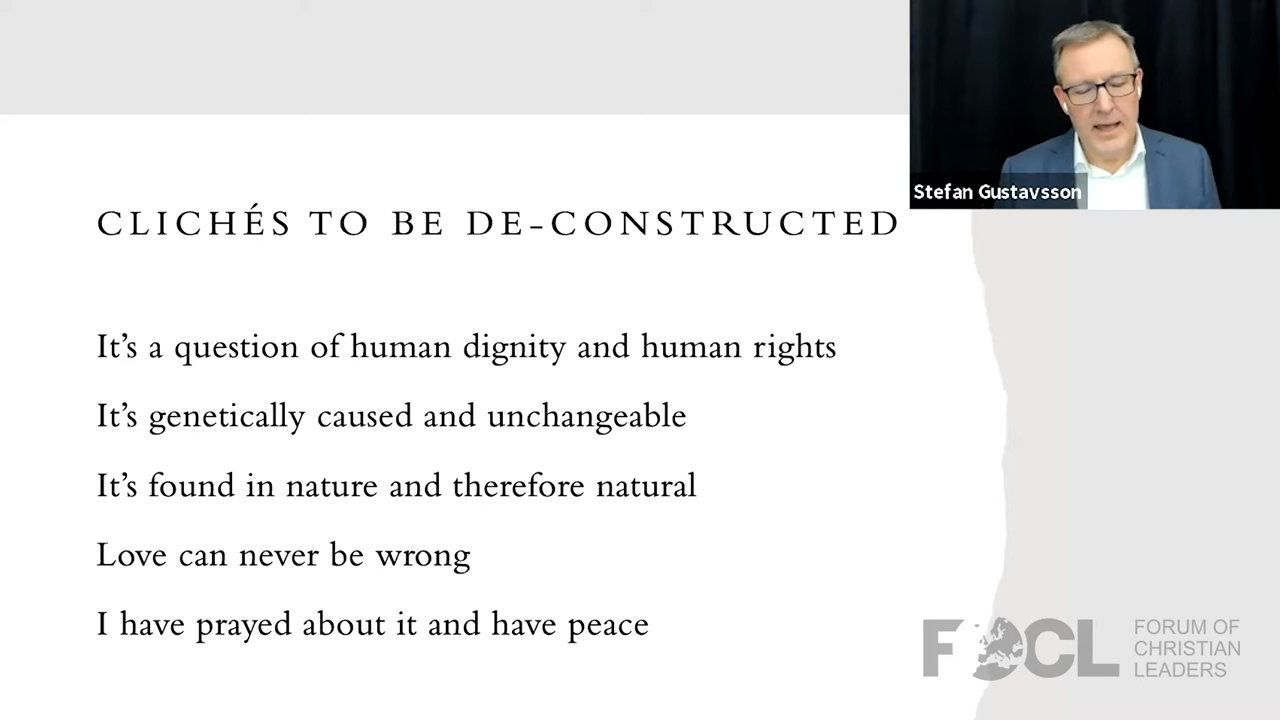 Stefan Gustavsson
CLICHÉS TO BE DE-CONSTRUCTED
It's a question of human dignity and human rights
It's genetically caused and unchangeable
It's found in nature and therefore natural
Love can never be wrong
I have prayed about it and have peace
FOCL
FORUM OF
CHRISTIAN
LEADERS